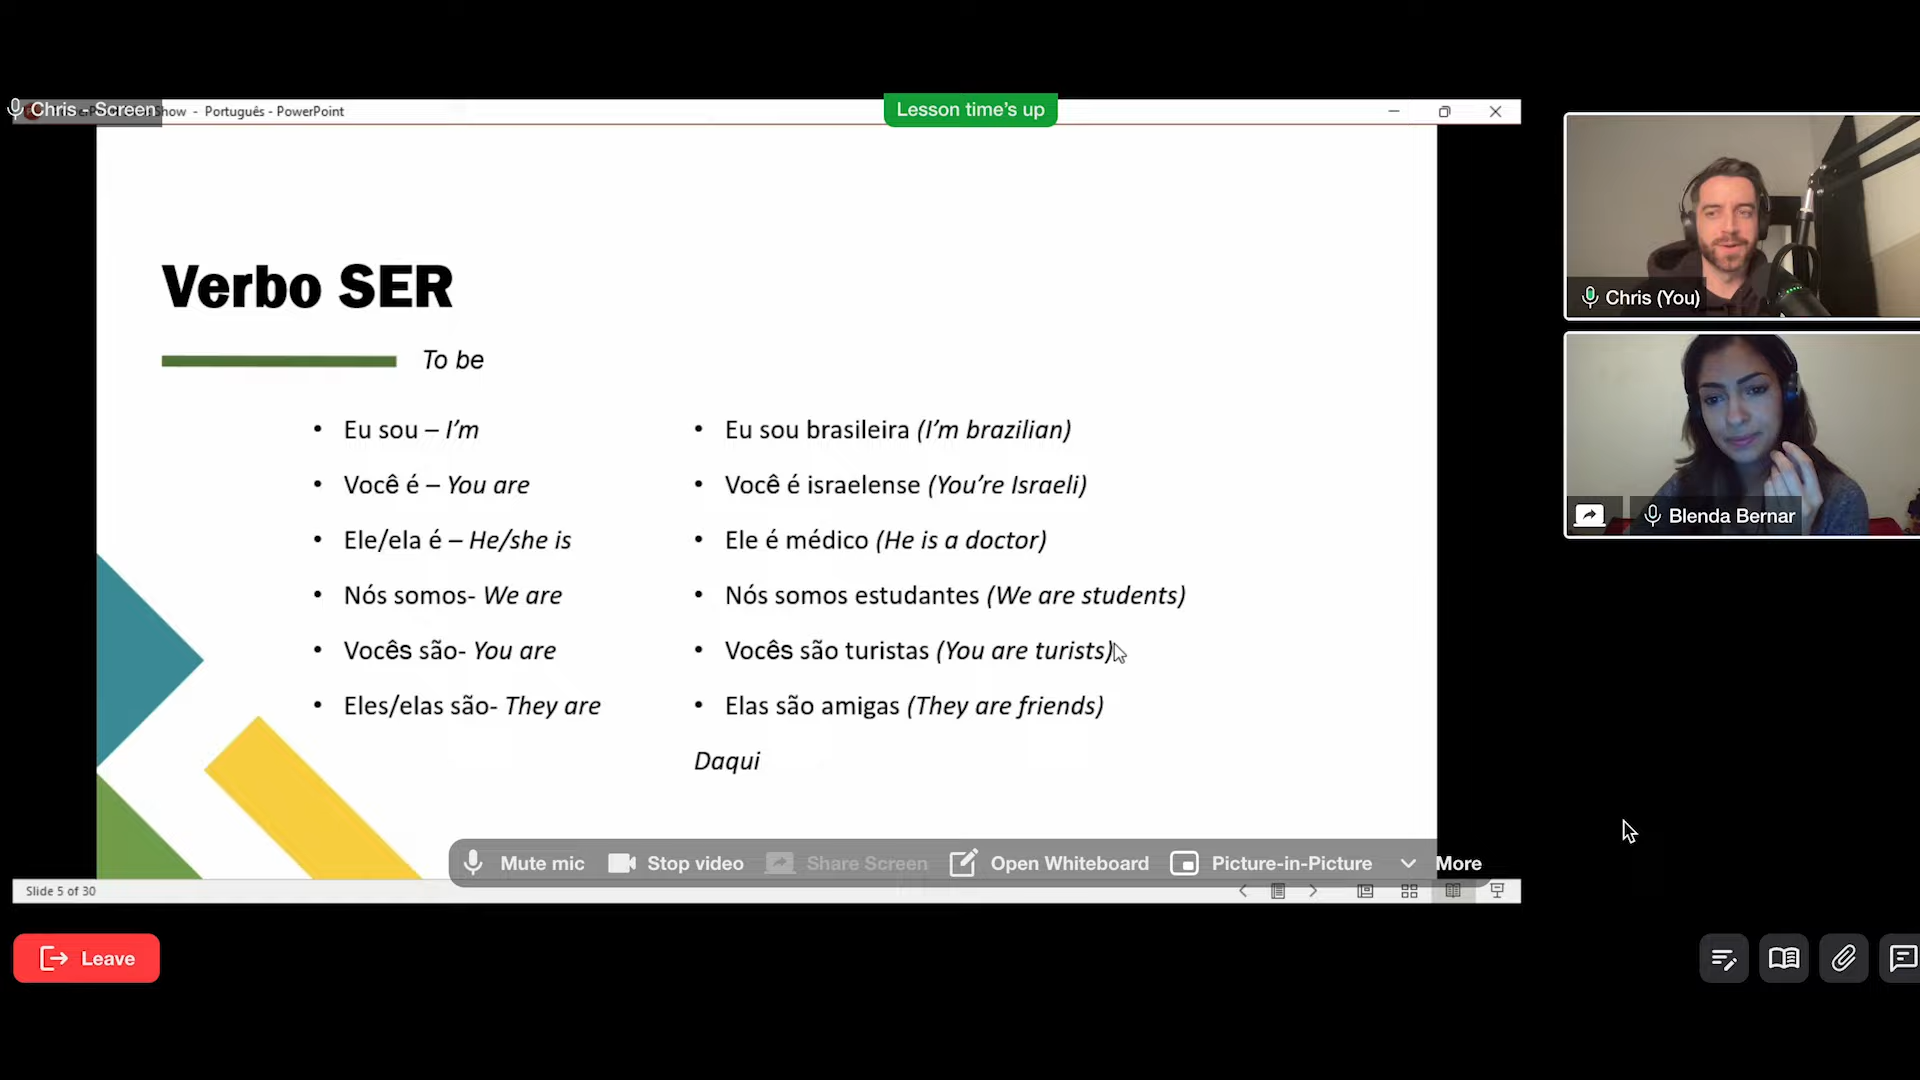 Chris - Screen
Show - Português - PowerPoint
Lesson time's up
Verbo SER
To be
• Eu sou – I'm
• Você é – You are
• Ele/ela é – He/she is
• Nós somos- We are
• Vocês são- You are
• Eles/elas são- They are
• Eu sou brasileira (I'm brazilian)
• Você é israelense (You're Israeli)
• Ele é médico (He is a doctor)
• Nós somos estudantes (We are students)
• Vocês são turistas (You are turists)
• Elas são amigas (They are friends)
Daqui
Chris (You)
Blenda Bernar
Mute mic
Stop video
Share Screen
Open Whiteboard
Picture-in-Picture
More
Slide 5 of 30
Leave